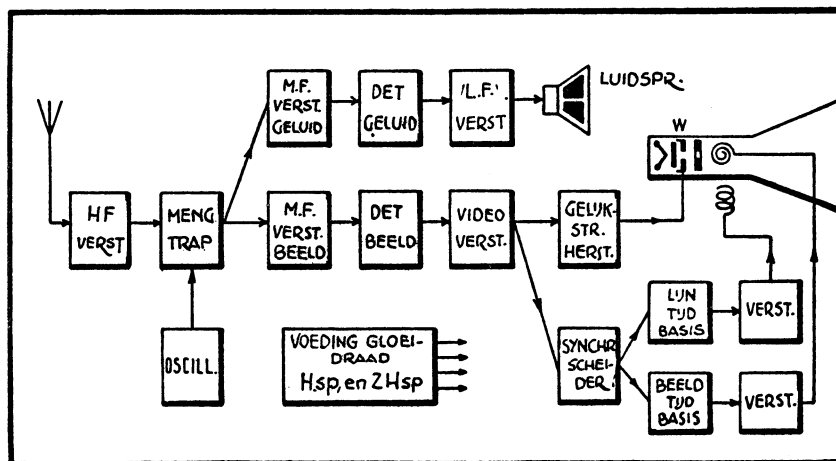 M.F.
VERST.
GELUID
DET
GELUID
'L.F.'
VERST
LUIDSPR.
W
HF
VERST
MENG
TRAP
M.F.
VERST.
BEELD
DET
BEELD
VIDEO
VERST.
GELIJK-
STR.
HERST.
OSCILL.
VOEDING GLOEI-
DRAAD
H.sp, en Z Hsp
SYNCHR
SCHEI-
DER.
LIJN
TIJD
BASIS
VERST.
BEELD
TIJD
BASIS
VERST.